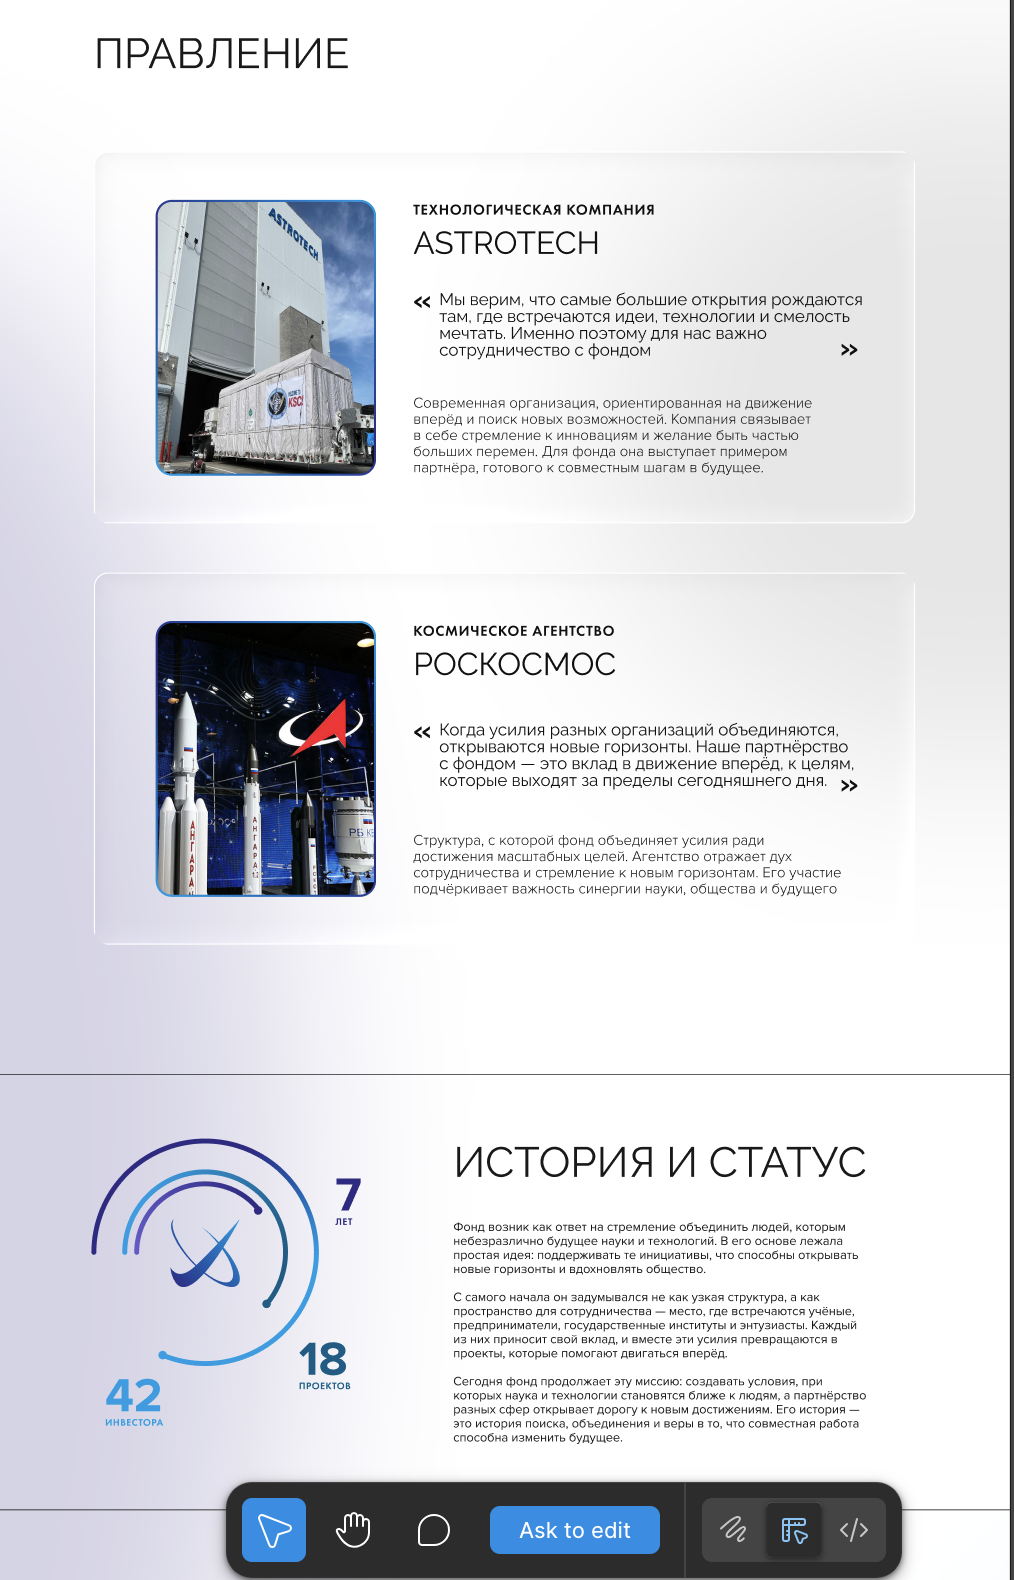 ПРАВЛЕНИЕ
ASTROTECH
KSC!
ТЕХНОЛОГИЧЕСКАЯ КОМПАНИЯ
ASTROTECH
« Мы верим, что самые большие открытия рождаются
там, где встречаются идеи, технологии и смелость
мечтать. Именно поэтому для нас важно
сотрудничество с фондом »
Современная организация, ориентированная на движение
вперёд и поиск новых возможностей. Компания связывает
в себе стремление к инновациям и желание быть частью
больших перемен. Для фонда она выступает примером
партнёра, готового к совместным шагам в будущее.
АНГАРА
АНГАРА
РБ
КОСМИЧЕСКОЕ АГЕНТСТВО
РОСКОСМОС
« Когда усилия разных организаций объединяются,
открываются новые горизонты. Наше партнёрство
с фондом — это вклад в движение вперёд, к целям,
которые выходят за пределы сегодняшнего дня. »
Структура, с которой фонд объединяет усилия ради
достижения масштабных целей. Агентство отражает дух
сотрудничества и стремление к новым горизонтам. Его участие
подчёркивает важность синергии науки, общества и будущего
7
ЛЕТ
18
ПРОЕКТОВ
42
ИНВЕСТОРА
ИСТОРИЯ И СТАТУС
Фонд возник как ответ на стремление объединить людей, которым
небезразлично будущее науки и технологий. В его основе лежала
простая идея: поддерживать те инициативы, что способны открывать
новые горизонты и вдохновлять общество.
С самого начала он задумывался не как узкая структура, а как
пространство для сотрудничества — место, где встречаются учёные,
предприниматели, государственные институты и энтузиасты. Каждый
из них приносит свой вклад, и вместе эти усилия превращаются в
проекты, которые помогают двигаться вперёд.
Сегодня фонд продолжает эту миссию: создавать условия, при
которых наука и технологии становятся ближе к людям, а партнёрство
разных сфер открывает дорогу к новым достижениям. Его история —
это история поиска, объединения и веры в то, что совместная работа
способна изменить будущее.
Ask to edit